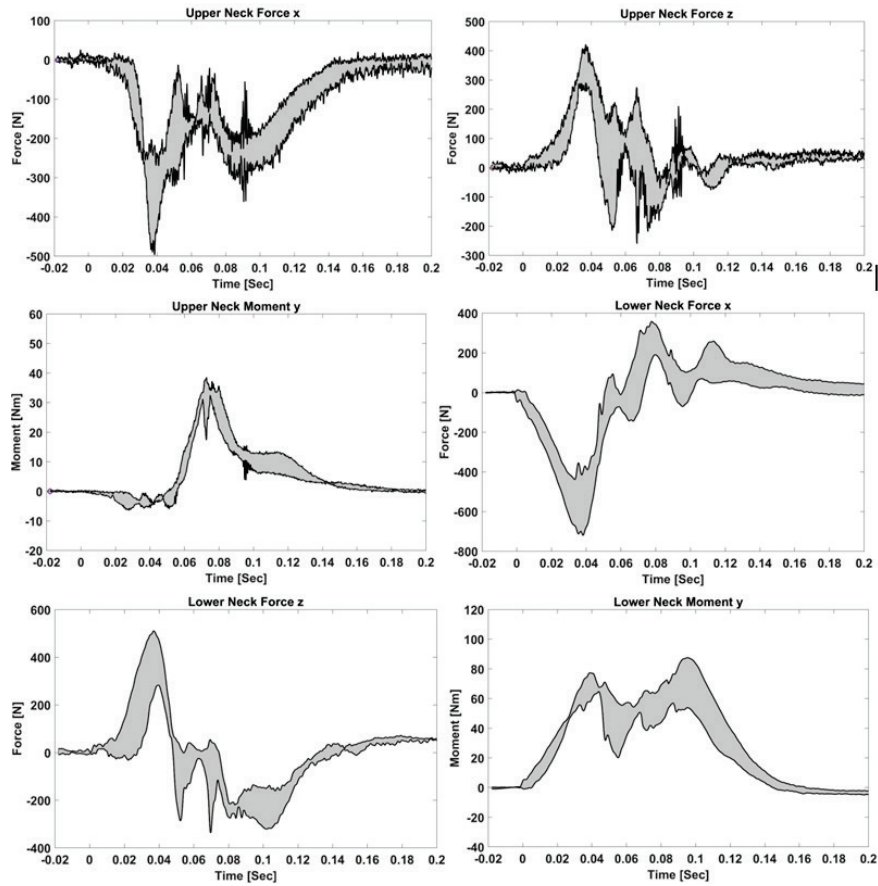 Upper Neck Force x
100
0
-100
-200
-300
-400
-500
Force [N]
-0.02 0 0.02 0.04 0.06 0.08 0.1 0.12 0.14 0.16 0.18 0.2
Time [Sec]
Upper Neck Force z
500
400
300
200
100
0
-100
-200
-300
Force [N]
-0.02 0 0.02 0.04 0.06 0.08 0.1 0.12 0.14 0.16 0.18 0.2
Time [Sec]
Upper Neck Moment y
60
50
40
30
20
10
0
-10
-20
Moment [Nm]
-0.02 0 0.02 0.04 0.06 0.08 0.1 0.12 0.14 0.16 0.18 0.2
Time [Sec]
Lower Neck Force x
400
200
0
-200
-400
-600
-800
Force [N]
-0.02 0 0.02 0.04 0.06 0.08 0.1 0.12 0.14 0.16 0.18 0.2
Time [Sec]
Lower Neck Force z
600
400
200
0
-200
-400
Force [N]
-0.02 0 0.02 0.04 0.06 0.08 0.1 0.12 0.14 0.16 0.18 0.2
Time [Sec]
Lower Neck Moment y
120
100
80
60
40
20
0
-20
Moment [Nm]
-0.02 0 0.02 0.04 0.06 0.08 0.1 0.12 0.14 0.16 0.18 0.2
Time [Sec]